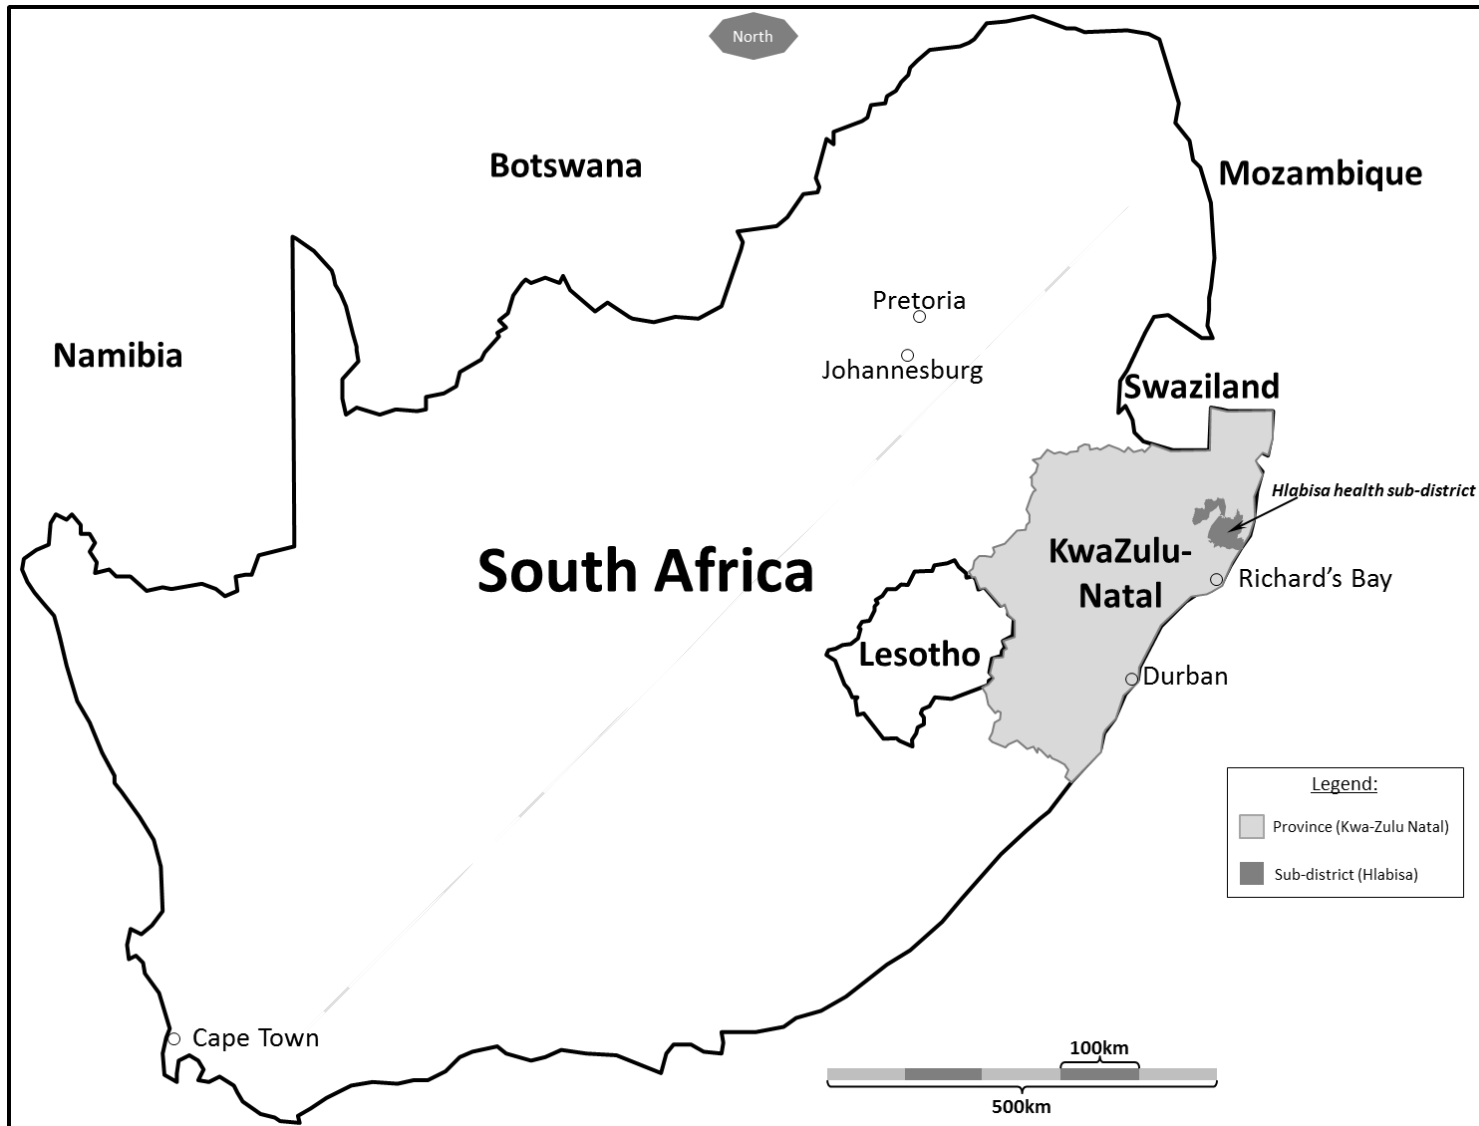 North
Botswana
Mozambique
Pretoria
Namibia
Johannesburg
Swaziland
Hlabisa health sub-district
South Africa
KwaZulu-
Natal
Richard’s Bay
Lesotho
Durban
Legend:
Province (Kwa-Zulu Natal)
Sub-district (Hlabisa)
Cape Town
100km
500km